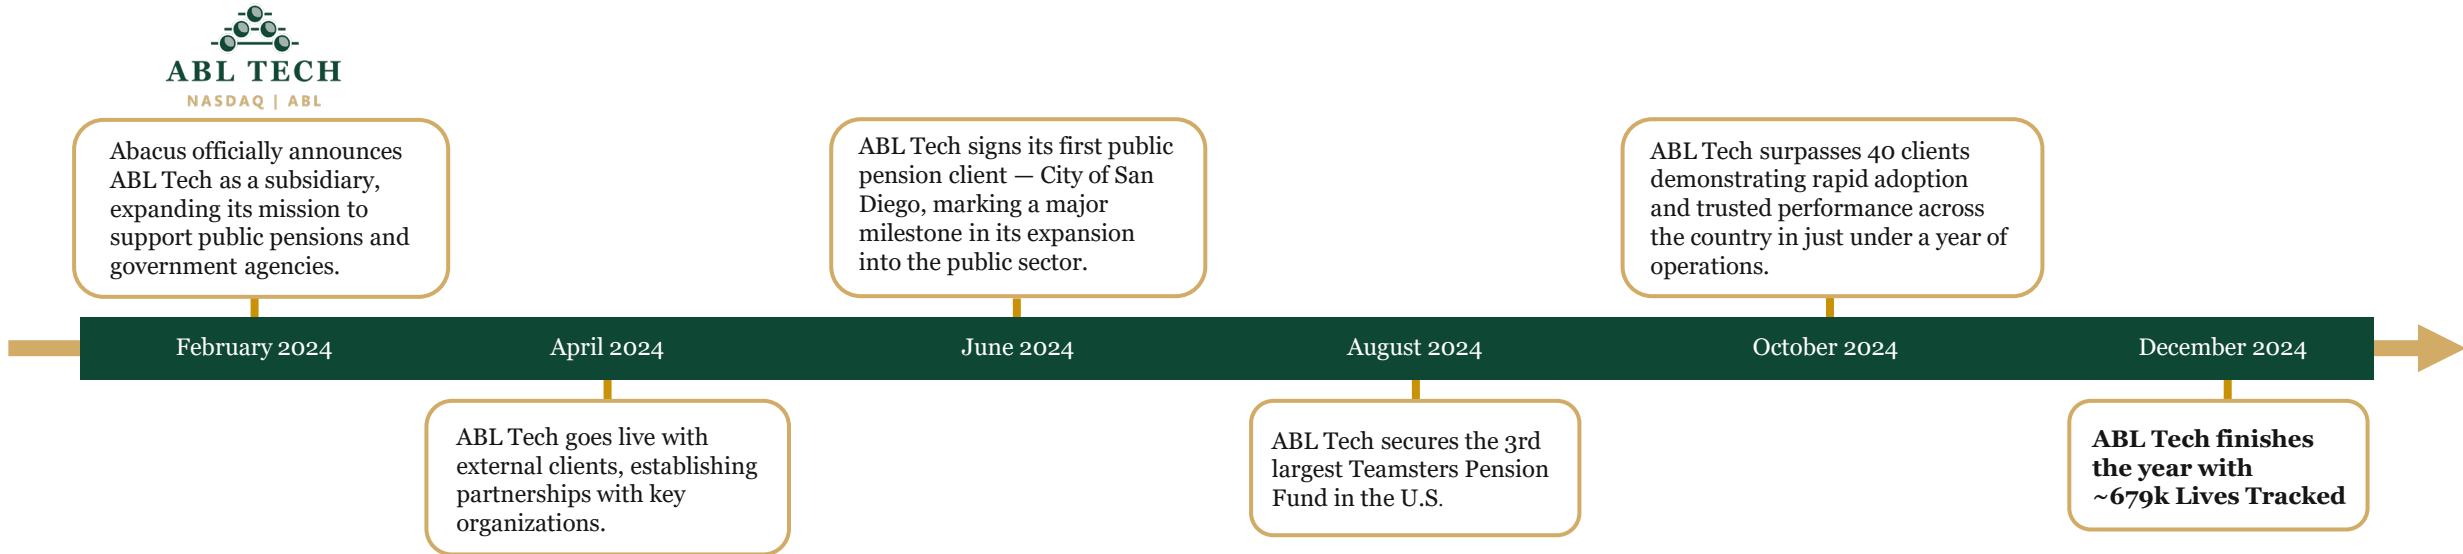 ABL TECH
NASDAQ | ABL
Abacus officially announces
ABL Tech as a subsidiary,
expanding its mission to
support public pensions and
government agencies.
ABL Tech signs its first public
pension client — City of San
Diego, marking a major
milestone in its expansion
into the public sector.
ABL Tech surpasses 40 clients
demonstrating rapid adoption
and trusted performance across
the country in just under a year of
operations.
February 2024
April 2024
June 2024
August 2024
October 2024
December 2024
ABL Tech goes live with
external clients, establishing
partnerships with key
organizations.
ABL Tech secures the 3rd
largest Teamsters Pension
Fund in the U.S.
ABL Tech finishes
the year with
~679k Lives Tracked